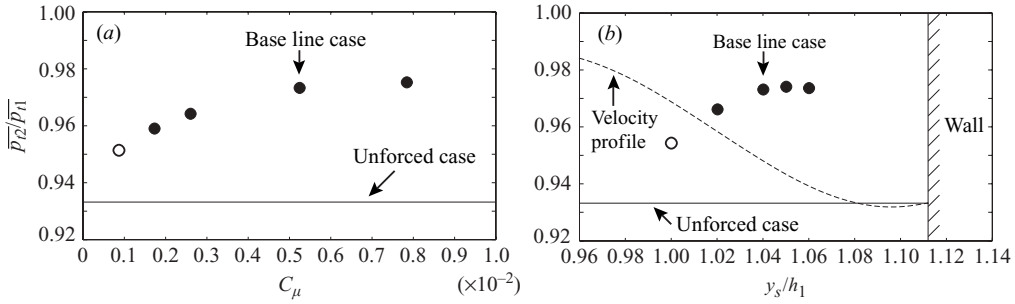 (a)
1.00
0.98
0.96
0.94
0.92
p̅t2/p̅t1
Base line case
Unforced case
0 0.1 0.2 0.3 0.4 0.5 0.6 0.7 0.8 0.9 1.0
Cμ
(×10−2)
(b)
1.00
0.98
0.96
0.94
0.92
Base line case
Velocity
profile
Wall
Unforced case
0.96 0.98 1.00 1.02 1.04 1.06 1.08 1.10 1.12 1.14
ys/h1